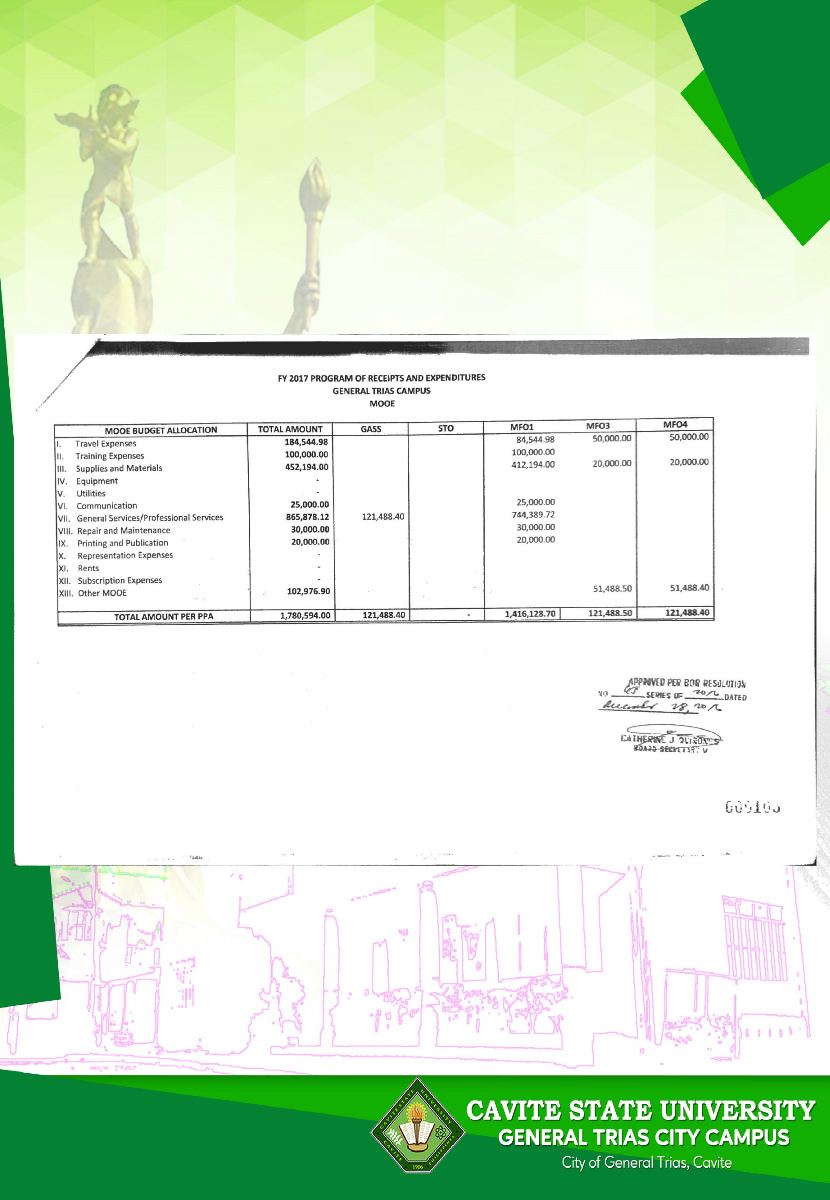 FY 2017 PROGRAM OF RECEIPTS AND EXPENDITURES
GENERAL TRIAS CAMPUS
MOOE
MOOE BUDGET ALLOCATION TOTAL AMOUNT GASS STO MFO1 MFO3 MFO4
I. Travel Expenses 184,544.98 84,544.98 50,000.00 50,000.00
II. Training Expenses 100,000.00 100,000.00
III. Supplies and Materials 452,194.00 412,194.00 20,000.00 20,000.00
IV. Equipment -
V. Utilities -
VI. Communication 25,000.00 25,000.00
VII. General Services/Professional Services 865,878.12 121,488.40 744,389.72
VIII. Repair and Maintenance 30,000.00 30,000.00
IX. Printing and Publication 20,000.00 20,000.00
X. Representation Expenses -
XI. Rents -
XII. Subscription Expenses -
XIII. Other MOOE 102,976.90 51,488.50 51,488.40
TOTAL AMOUNT PER PPA 1,780,594.00 121,488.40 - 1,416,128.70 121,488.50 121,488.40
APPROVED PER BOR RESOLUTION
NO SERIES OF 2016 DATED
December 28, 2016
CATHERINE J QUIRONES
BOARD SECRETARY V
1906
CAVITE STATE UNIVERSITY
GENERAL TRIAS CITY CAMPUS
City of General Trias, Cavite